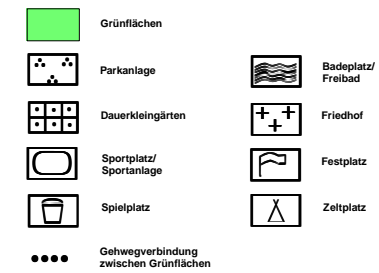 Grünflächen
Parkanlage
Badeplatz/
Freibad
Dauerkleingärten
Friedhof
Sportplatz/
Sportanlage
Festplatz
Spielplatz
Zeltplatz
Gehwegverbindung
zwischen Grünflächen